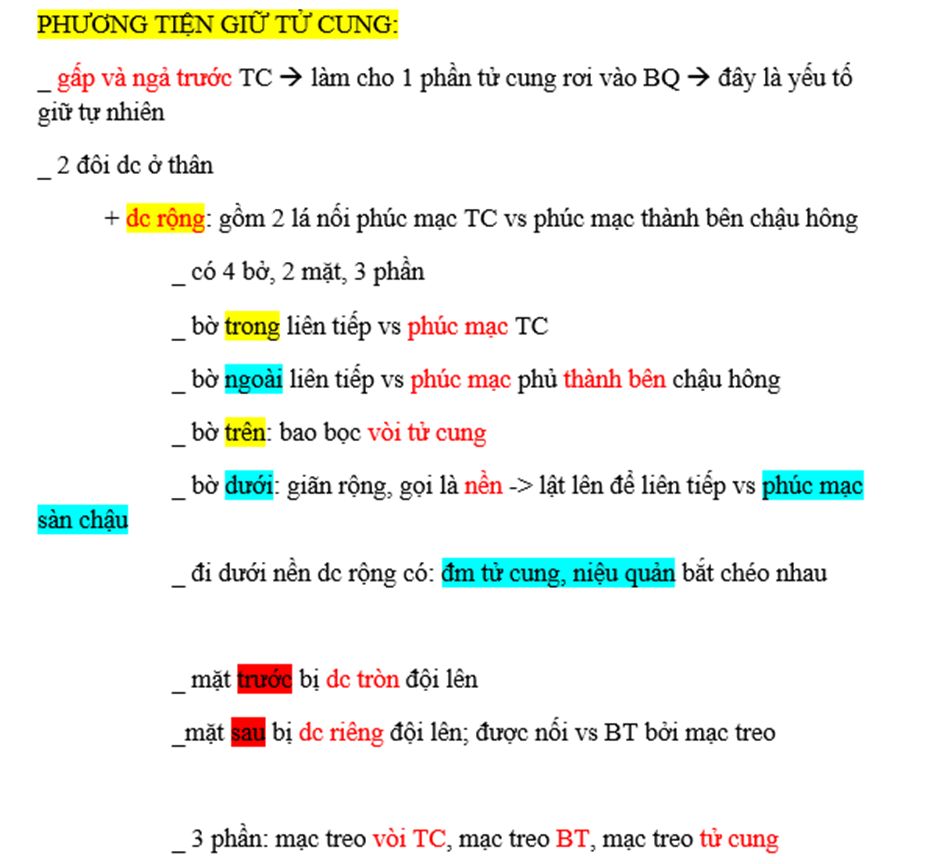 PHƯƠNG TIỆN GIỮ TỬ CUNG:
_ gấp và ngả trước TC → làm cho 1 phần tử cung rơi vào BQ → đây là yếu tố
giữ tự nhiên
_ 2 đôi dc ở thân
+ dc rộng: gồm 2 lá nối phúc mạc TC vs phúc mạc thành bên chậu hông
_ có 4 bở, 2 mặt, 3 phần
_ bờ trong liên tiếp vs phúc mạc TC
_ bờ ngoài liên tiếp vs phúc mạc phủ thành bên chậu hông
_ bờ trên: bao bọc vòi tử cung
_ bờ dưới: giãn rộng, gọi là nền -> lật lên để liên tiếp vs phúc mạc
sàn chậu
_ đi dưới nền dc rộng có: đm tử cung, niệu quản bắt chéo nhau
_ mặt trước bị dc tròn đội lên
_mặt sau bị dc riêng đội lên; được nối vs BT bởi mạc treo
_ 3 phần: mạc treo vòi TC, mạc treo BT, mạc treo tử cung